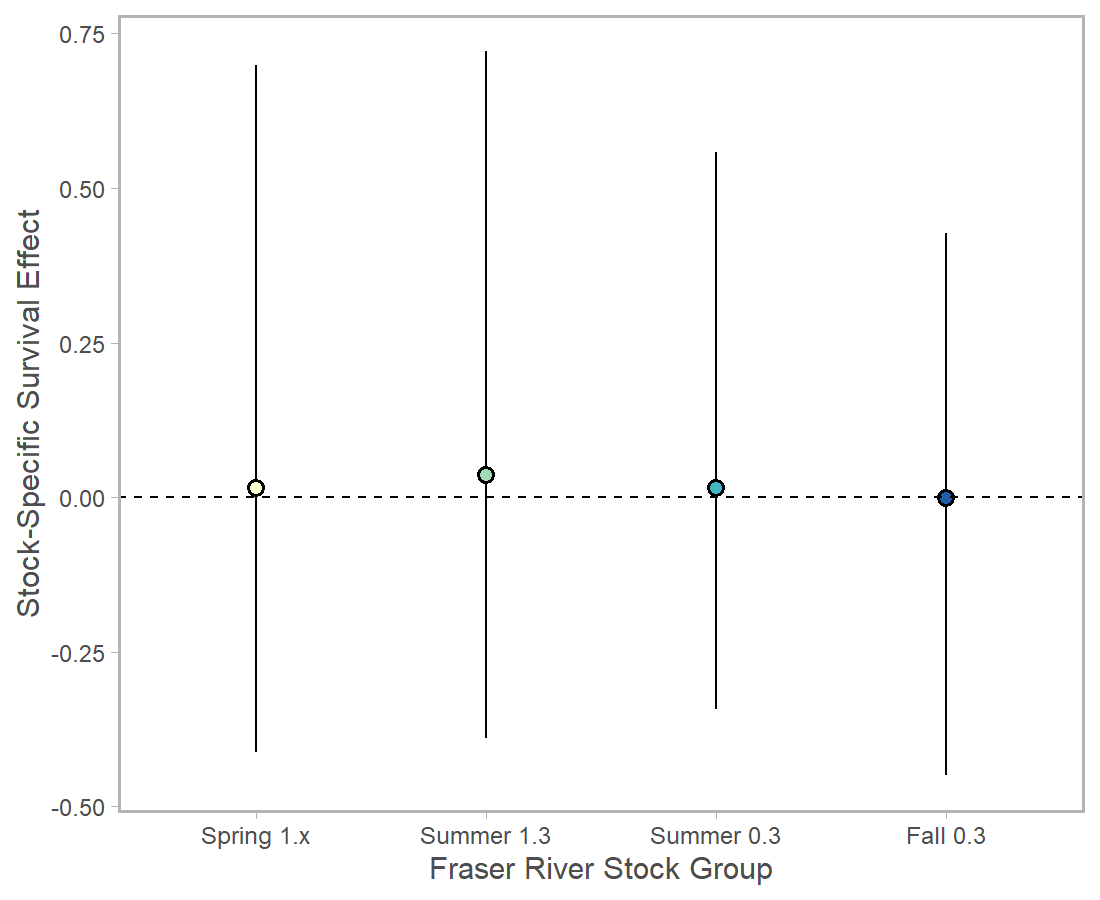 Stock-Specific Survival Effect
0.75
0.50
0.25
0.00
-0.25
-0.50
Spring 1.x
Summer 1.3
Summer 0.3
Fall 0.3
Fraser River Stock Group